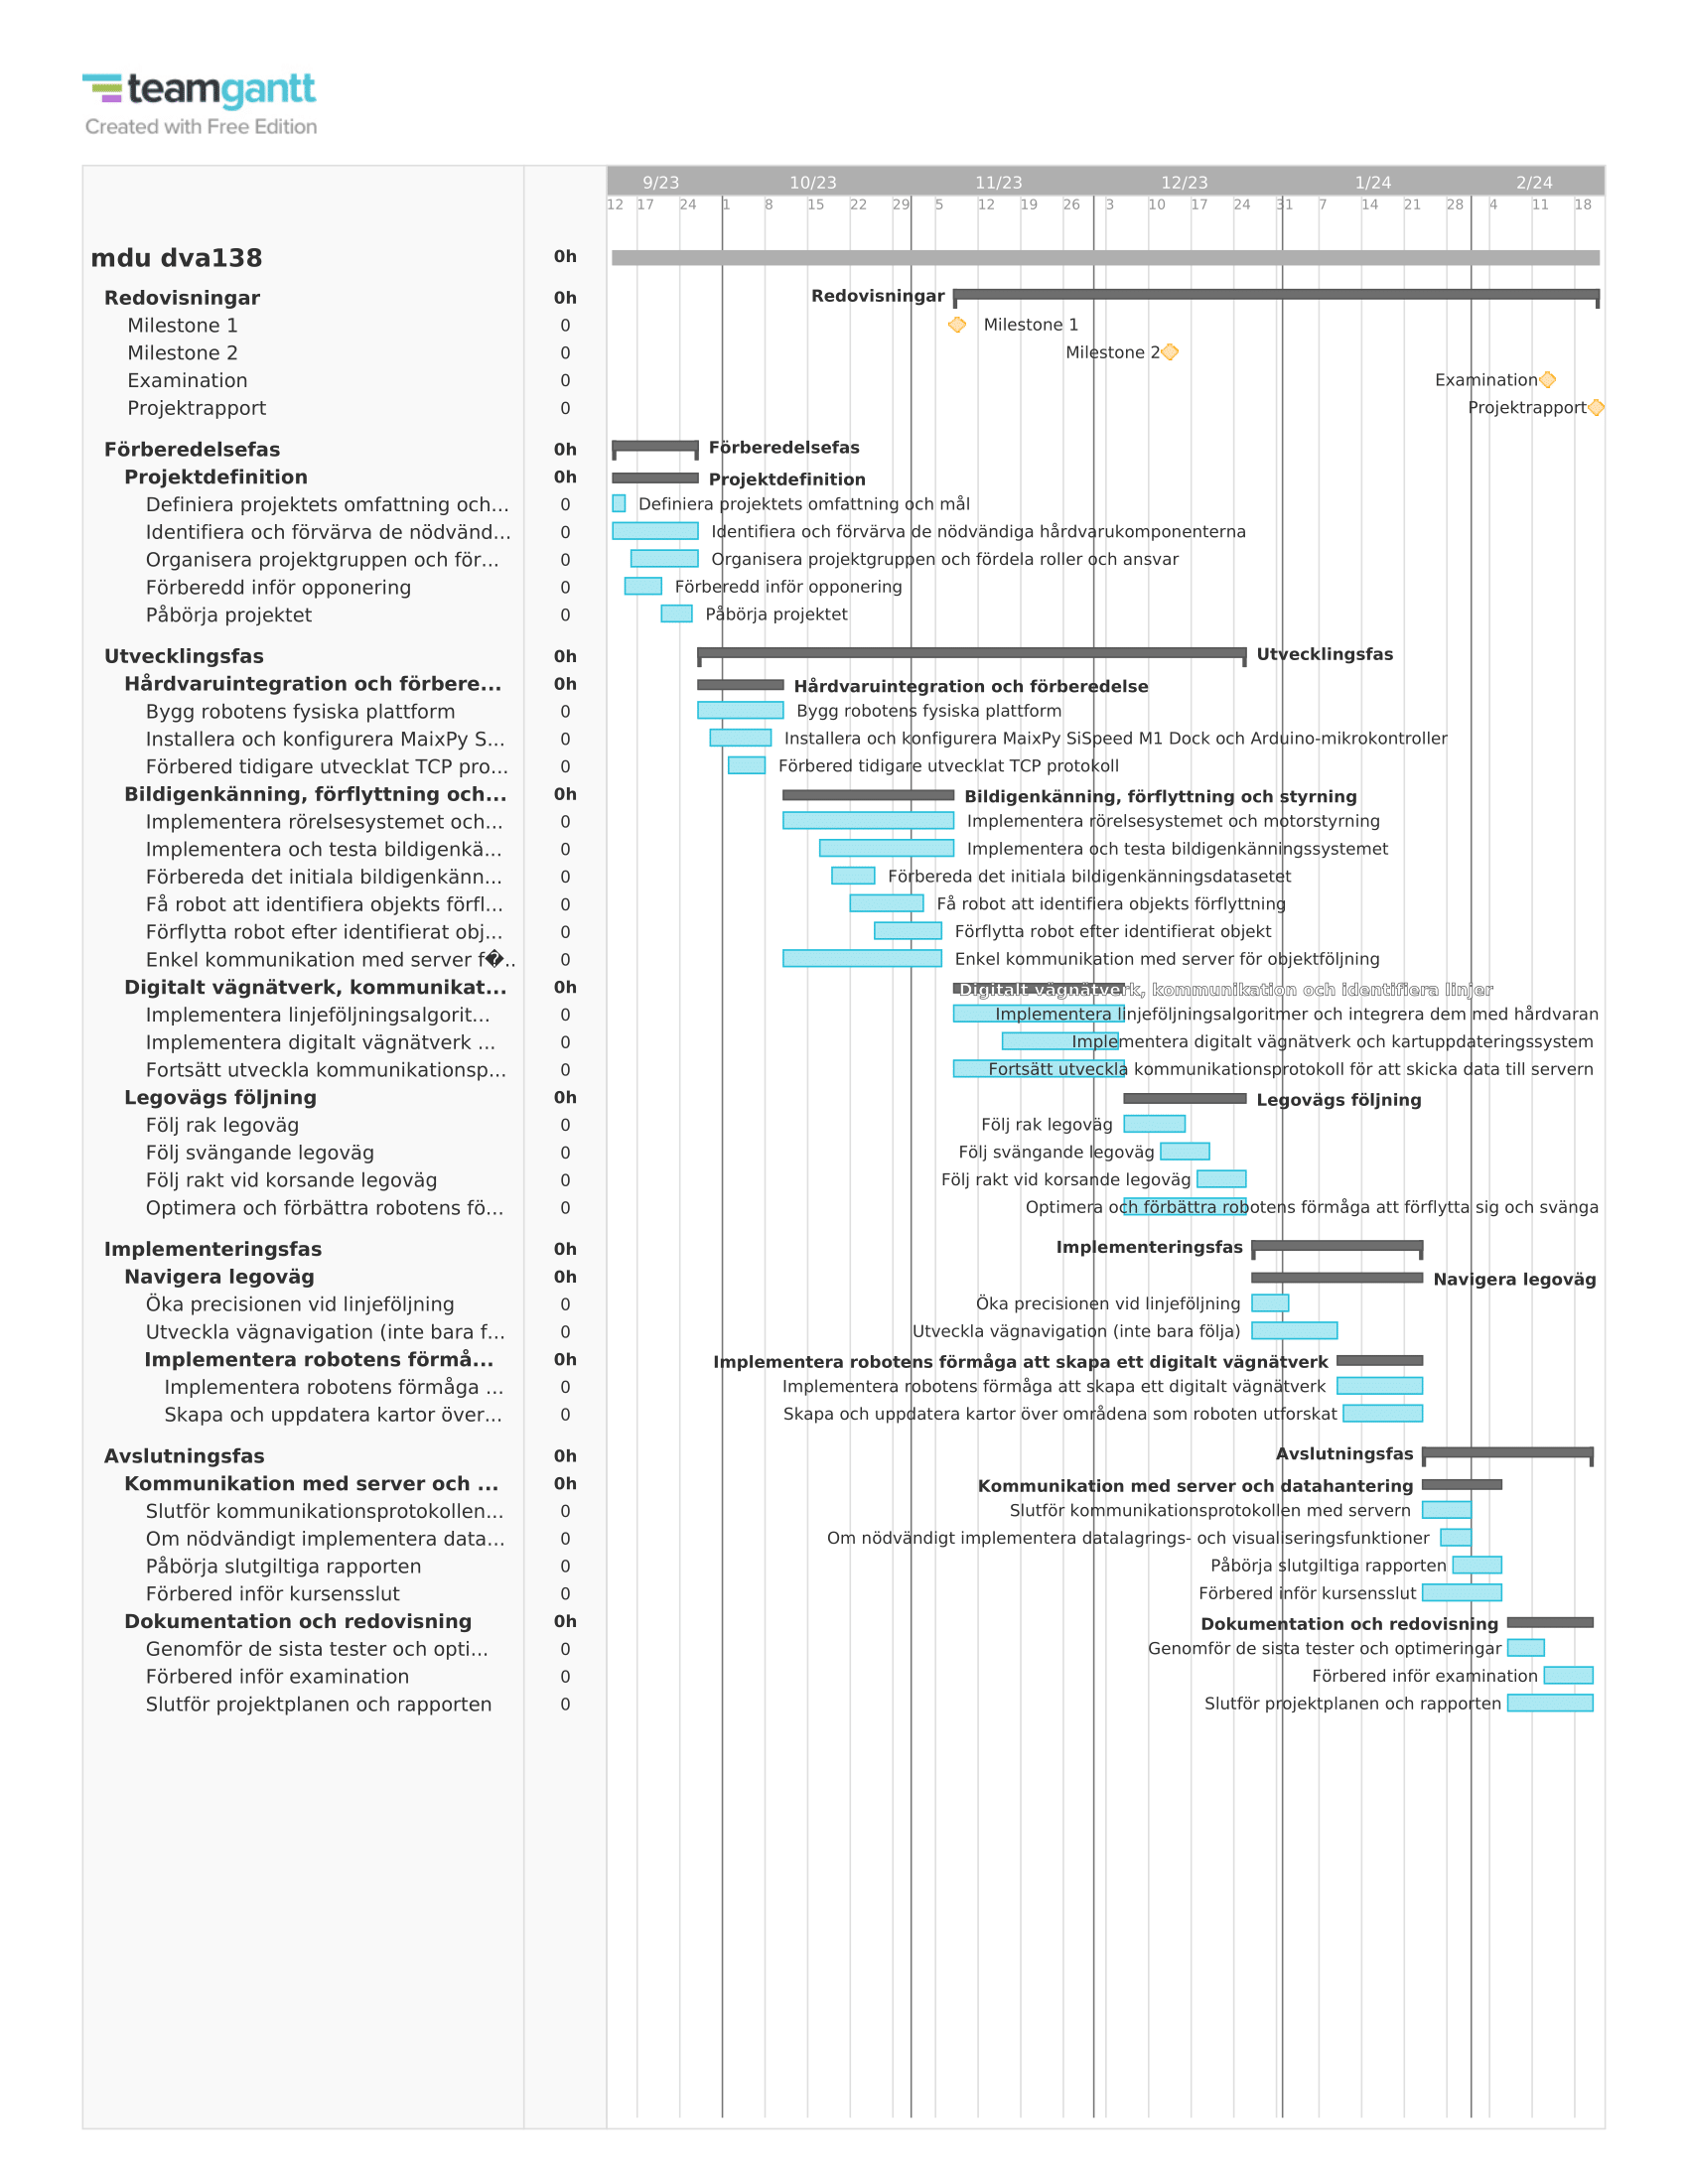 teamgantt
Created with Free Edition
9/23 10/23 11/23 12/23 1/24 2/24
12 17 24 1 8 15 22 29 5 12 19 26 3 10 17 24 31 7 14 21 28 4 11 18
mdu dva138 0h
Redovisningar 0h Redovisningar
Milestone 1 0 Milestone 1
Milestone 2 0 Milestone 2
Examination 0 Examination
Projektrapport 0 Projektrapport
Förberedelsefas 0h Förberedelsefas
Projektdefinition 0h Projektdefinition
Definiera projektets omfattning och... 0 Definiera projektets omfattning och mål
Identifiera och förvärva de nödvänd... 0 Identifiera och förvärva de nödvändiga hårdvarukomponenterna
Organisera projektgruppen och för... 0 Organisera projektgruppen och fördela roller och ansvar
Förberedd inför opponering 0 Förberedd inför opponering
Påbörja projektet 0 Påbörja projektet
Utvecklingsfas 0h Utvecklingsfas
Hårdvaruintegration och förbere... 0h Hårdvaruintegration och förberedelse
Bygg robotens fysiska plattform 0 Bygg robotens fysiska plattform
Installera och konfigurera MaixPy S... 0 Installera och konfigurera MaixPy SiSpeed M1 Dock och Arduino-mikrokontroller
Förbered tidigare utvecklat TCP pro... 0 Förbered tidigare utvecklat TCP protokoll
Bildigenkänning, förflyttning och... 0h Bildigenkänning, förflyttning och styrning
Implementera rörelsesystemet och... 0 Implementera rörelsesystemet och motorstyrning
Implementera och testa bildigenkä... 0 Implementera och testa bildigenkänningssystemet
Förbereda det initiala bildigenkänn... 0 Förbereda det initiala bildigenkänningsdatasetet
Få robot att identifiera objekts förfl... 0 Få robot att identifiera objekts förflyttning
Förflytta robot efter identifierat obj... 0 Förflytta robot efter identifierat objekt
Enkel kommunikation med server f�.. 0 Enkel kommunikation med server för objektföljning
Digitalt vägnätverk, kommunikat... 0h Digitalt vägnätverk, kommunikation och identifiera linjer
Implementera linjeföljningsalgorit... 0 Implementera linjeföljningsalgoritmer och integrera dem med hårdvaran
Implementera digitalt vägnätverk ... 0 Implementera digitalt vägnätverk och kartuppdateringssystem
Fortsätt utveckla kommunikationsp... 0 Fortsätt utveckla kommunikationsprotokoll för att skicka data till servern
Legovägs följning 0h Legovägs följning
Följ rak legoväg 0 Följ rak legoväg
Följ svängande legoväg 0 Följ svängande legoväg
Följ rakt vid korsande legoväg 0 Följ rakt vid korsande legoväg
Optimera och förbättra robotens fö... 0 Optimera och förbättra robotens förmåga att förflytta sig och svänga
Implementeringsfas 0h Implementeringsfas
Navigera legoväg 0h Navigera legoväg
Öka precisionen vid linjeföljning 0 Öka precisionen vid linjeföljning
Utveckla vägnavigation (inte bara f... 0 Utveckla vägnavigation (inte bara följa)
Implementera robotens förmå... 0h Implementera robotens förmåga att skapa ett digitalt vägnätverk
Implementera robotens förmåga ... 0 Implementera robotens förmåga att skapa ett digitalt vägnätverk
Skapa och uppdatera kartor över... 0 Skapa och uppdatera kartor över områdena som roboten utforskat
Avslutningsfas 0h Avslutningsfas
Kommunikation med server och ... 0h Kommunikation med server och datahantering
Slutför kommunikationsprotokollen... 0 Slutför kommunikationsprotokollen med servern
Om nödvändigt implementera data... 0 Om nödvändigt implementera datalagrings- och visualiseringsfunktioner
Påbörja slutgiltiga rapporten 0 Påbörja slutgiltiga rapporten
Förbered inför kursensslut 0 Förbered inför kursensslut
Dokumentation och redovisning 0h Dokumentation och redovisning
Genomför de sista tester och opti... 0 Genomför de sista tester och optimeringar
Förbered inför examination 0 Förbered inför examination
Slutför projektplanen och rapporten 0 Slutför projektplanen och rapporten